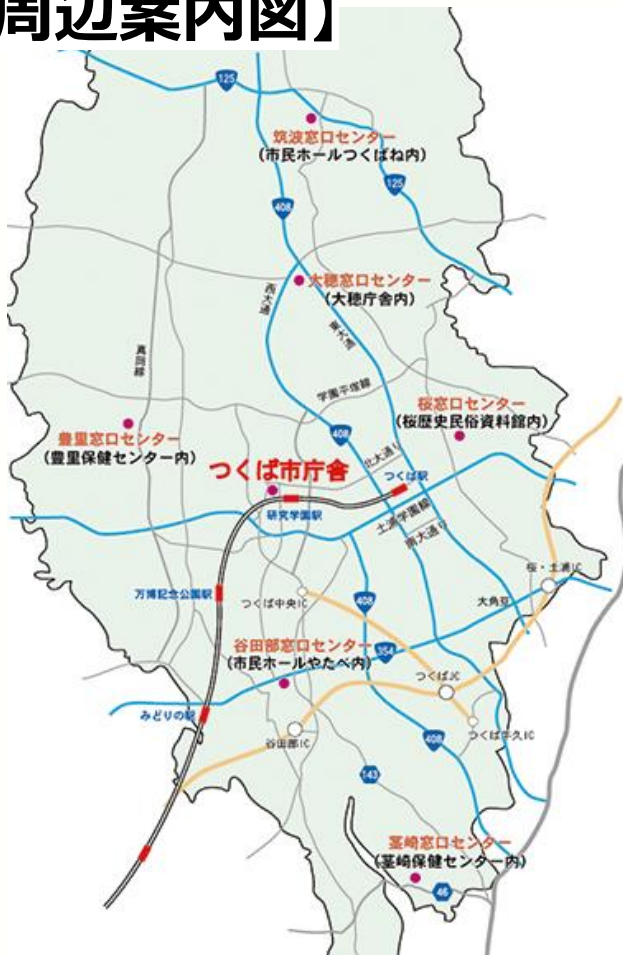 周辺案内図】
125
筑波窓口センター
(市民ホールつくばね内)
125
408
大穂窓口センター
(大穂庁舎内)
西大通
東大通
真岡線
学園平塚線
桜窓口センター
(桜歴史民俗資料館内)
豊里窓口センター
(豊里保健センター内)
408
北大通り
つくば市庁舎
つくば駅
研究学園駅
土浦学園線
南大通り
桜・土浦IC
万博記念公園駅
つくば中央IC
408
大角豆
谷田部窓口センター
(市民ホールやたべ内)
354
つくばJC
みどりの駅
谷田部IC
408
つくば牛久IC
143
茎崎窓口センター
(茎崎保健センター内)
46